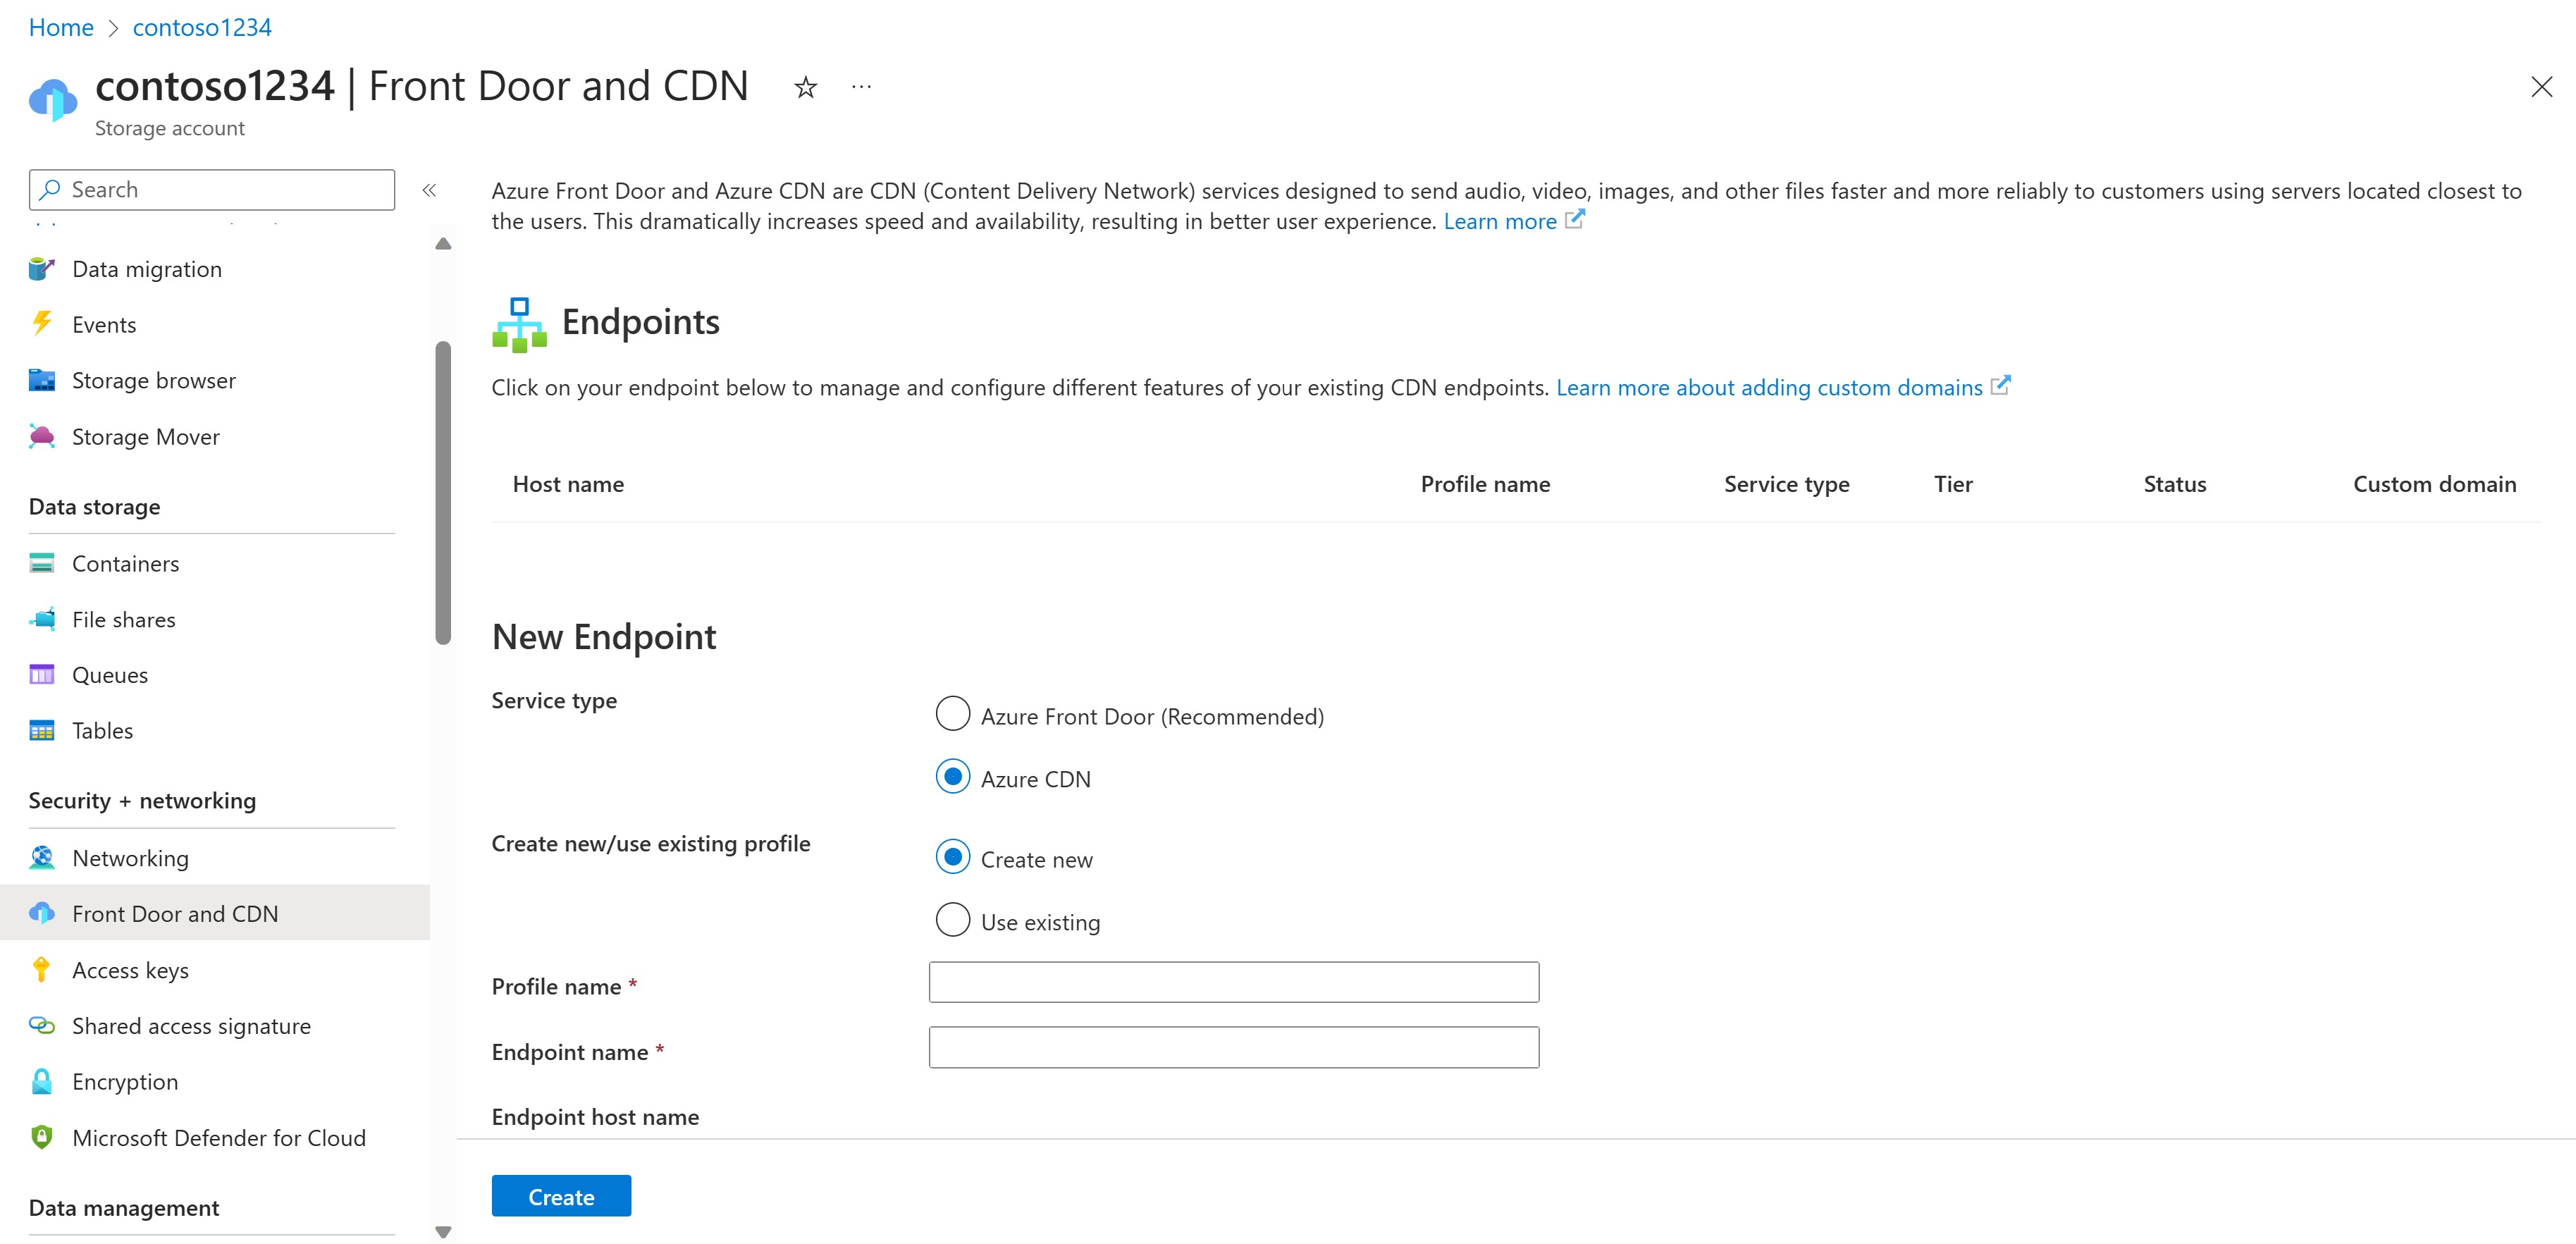 Home > contoso1234
contoso1234 | Front Door and CDN
Storage account
Search
Azure Front Door and Azure CDN are CDN (Content Delivery Network) services designed to send audio, video, images, and other files faster and more reliably to customers using servers located closest to
the users. This dramatically increases speed and availability, resulting in better user experience. Learn more
Data migration
Events
Storage browser
Storage Mover
Data storage
Containers
File shares
Queues
Tables
Security + networking
Networking
Front Door and CDN
Access keys
Shared access signature
Encryption
Microsoft Defender for Cloud
Data management
Endpoints
Click on your endpoint below to manage and configure different features of your existing CDN endpoints. Learn more about adding custom domains
Host name Profile name Service type Tier Status Custom domain
New Endpoint
Service type
Azure Front Door (Recommended)
Azure CDN
Create new/use existing profile
Create new
Use existing
Profile name *
Endpoint name *
Endpoint host name
Create